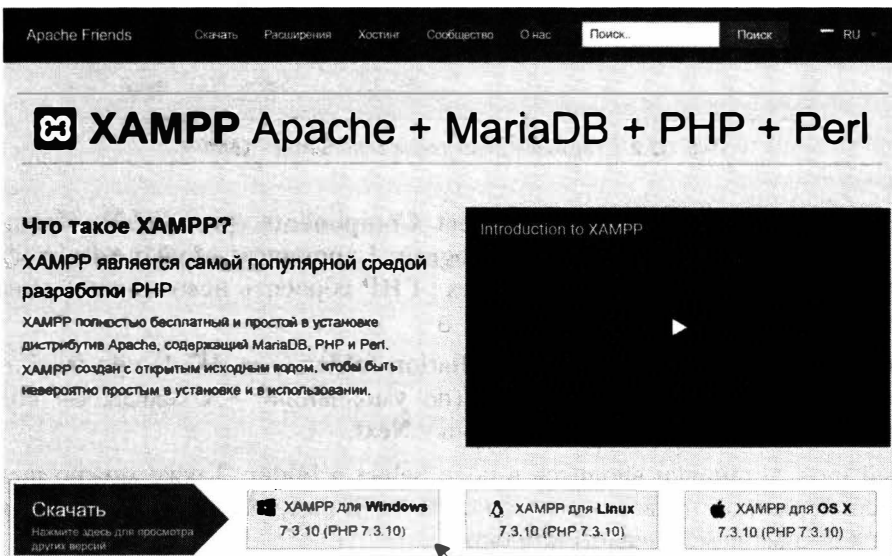 Apache Friends Скачать Расширения Хостинг Сообщество О нас Поиск... Поиск RU
XAMPP Apache + MariaDB + PHP + Perl
Что такое XAMPP?
XAMPP является самой популярной средой
разработки PHP
XAMPP полностью бесплатный и простой в установке
дистрибутив Apache, содержащий MariaDB, PHP и Perl.
XAMPP создан с открытым исходным кодом, чтобы быть
невероятно простым в установке и в использовании.
Introduction to XAMPP
Скачать
Нажмите здесь для просмотра
других версий
XAMPP для Windows
7.3.10 (PHP 7.3.10)
XAMPP для Linux
7.3.10 (PHP 7.3.10)
XAMPP для OS X
7.3.10 (PHP 7.3.10)